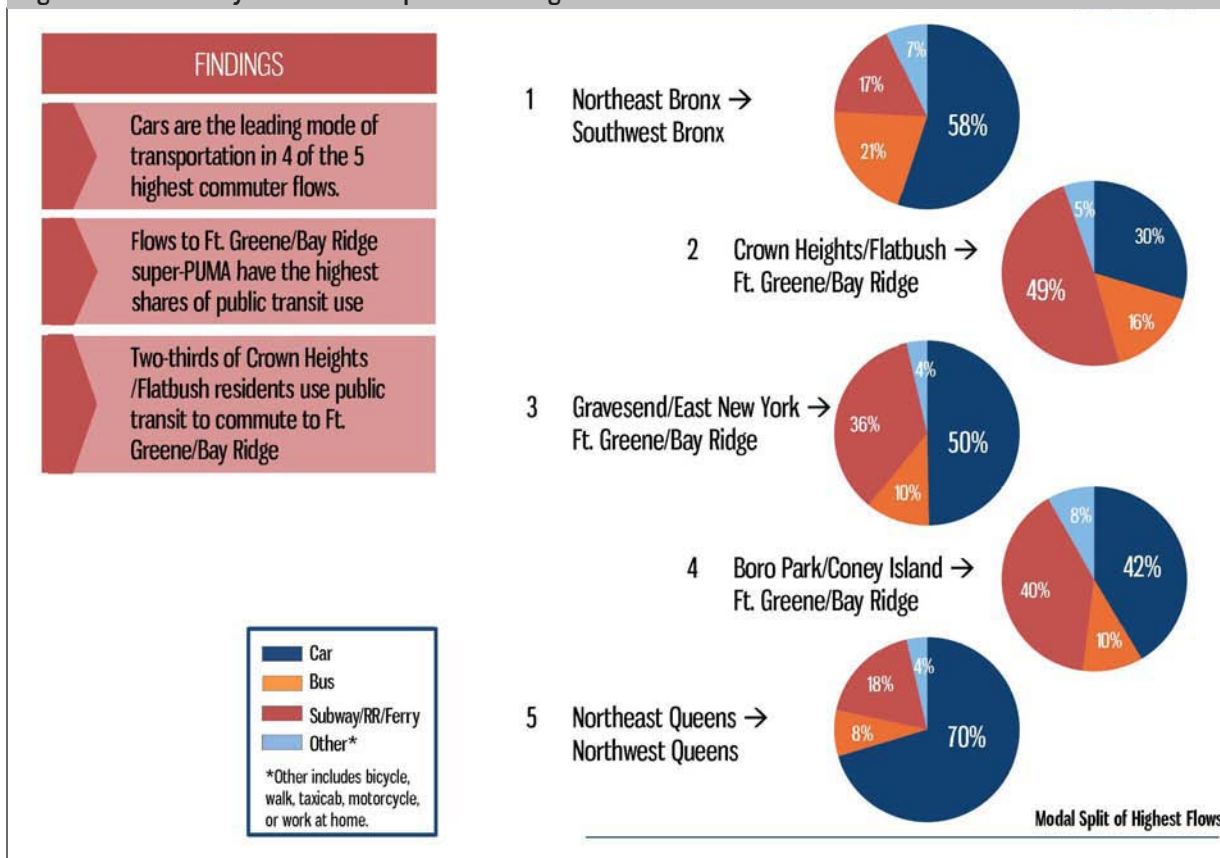 FINDINGS
Cars are the leading mode of
transportation in 4 of the 5
highest commuter flows.
Flows to Ft. Greene/Bay Ridge
super-PUMA have the highest
shares of public transit use
Two-thirds of Crown Heights
/Flatbush residents use public
transit to commute to Ft.
Greene/Bay Ridge
1 Northeast Bronx →
Southwest Bronx
7%
17%
58%
21%
2 Crown Heights/Flatbush →
Ft. Greene/Bay Ridge
5%
30%
49%
16%
3 Gravesend/East New York →
Ft. Greene/Bay Ridge
4%
36%
50%
10%
4 Boro Park/Coney Island →
Ft. Greene/Bay Ridge
8%
42%
40%
10%
5 Northeast Queens →
Northwest Queens
4%
18%
8%
70%
Car
Bus
Subway/RR/Ferry
Other*
*Other includes bicycle,
walk, taxicab, motorcycle,
or work at home.
Modal Split of Highest Flows